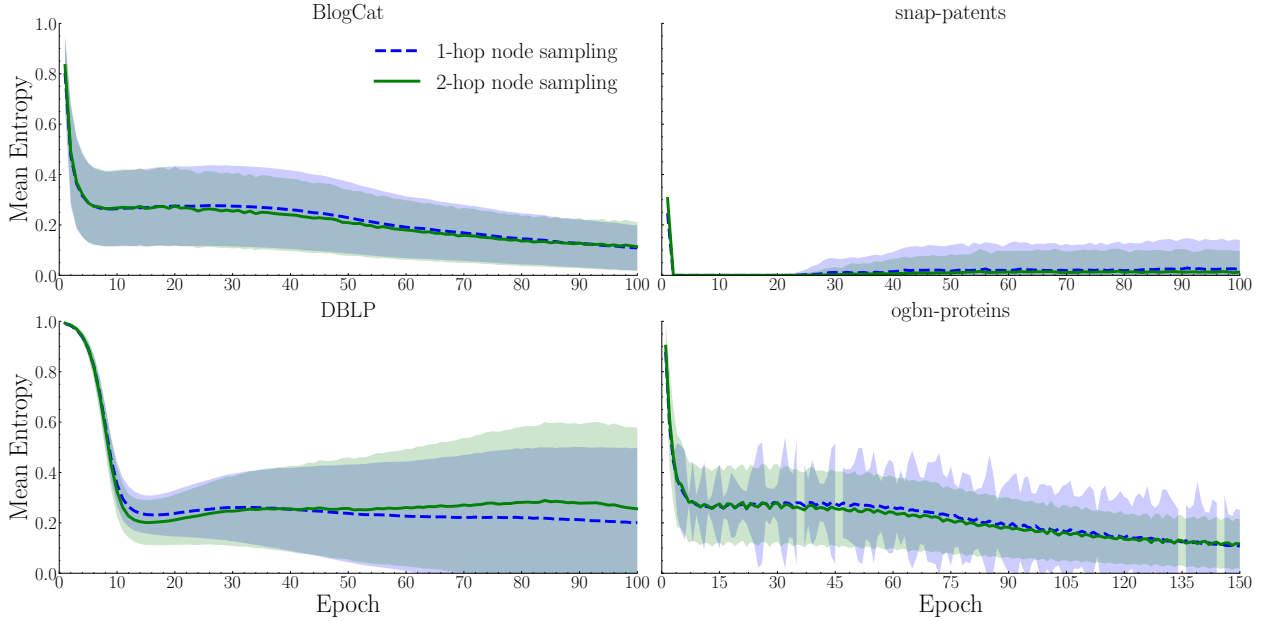 BlogCat
snap-patents
1-hop node sampling
2-hop node sampling
Mean Entropy
1.0
0.8
0.6
0.4
0.2
0.0
0 10 20 30 40 50 60 70 80 90 100
Mean Entropy
0 10 20 30 40 50 60 70 80 90 100
DBLP
ogbn-proteins
Mean Entropy
1.0
0.8
0.6
0.4
0.2
0.0
0 10 20 30 40 50 60 70 80 90 100
Epoch
Mean Entropy
0 15 30 45 60 75 90 105 120 135 150
Epoch